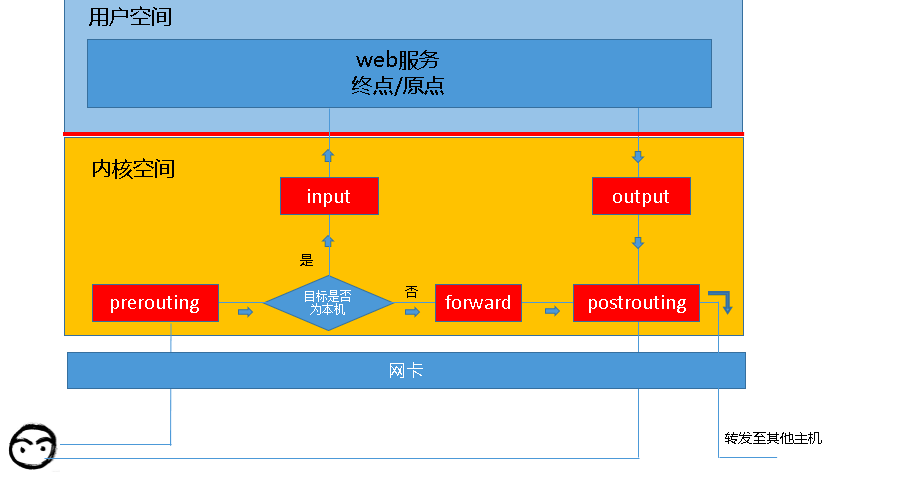 用户空间
web服务
终点/原点
内核空间
input
output
是
prerouting
目标是否
为本机
否
forward
postrouting
网卡
转发至其他主机